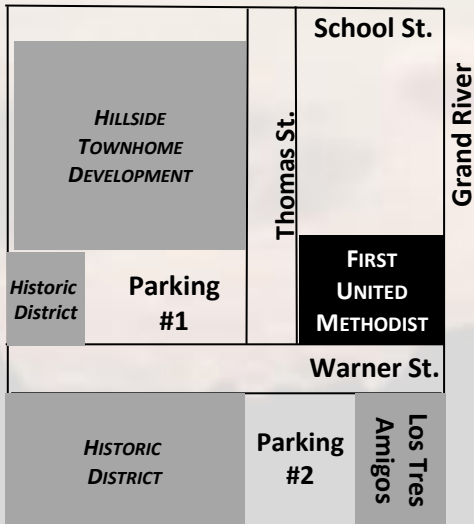 School St.
Grand River
HILLSIDE
TOWNHOME
DEVELOPMENT
Thomas St.
Historic
District
Parking
#1
FIRST
UNITED
METHODIST
Warner St.
HISTORIC
DISTRICT
Parking
#2
Los Tres
Amigos